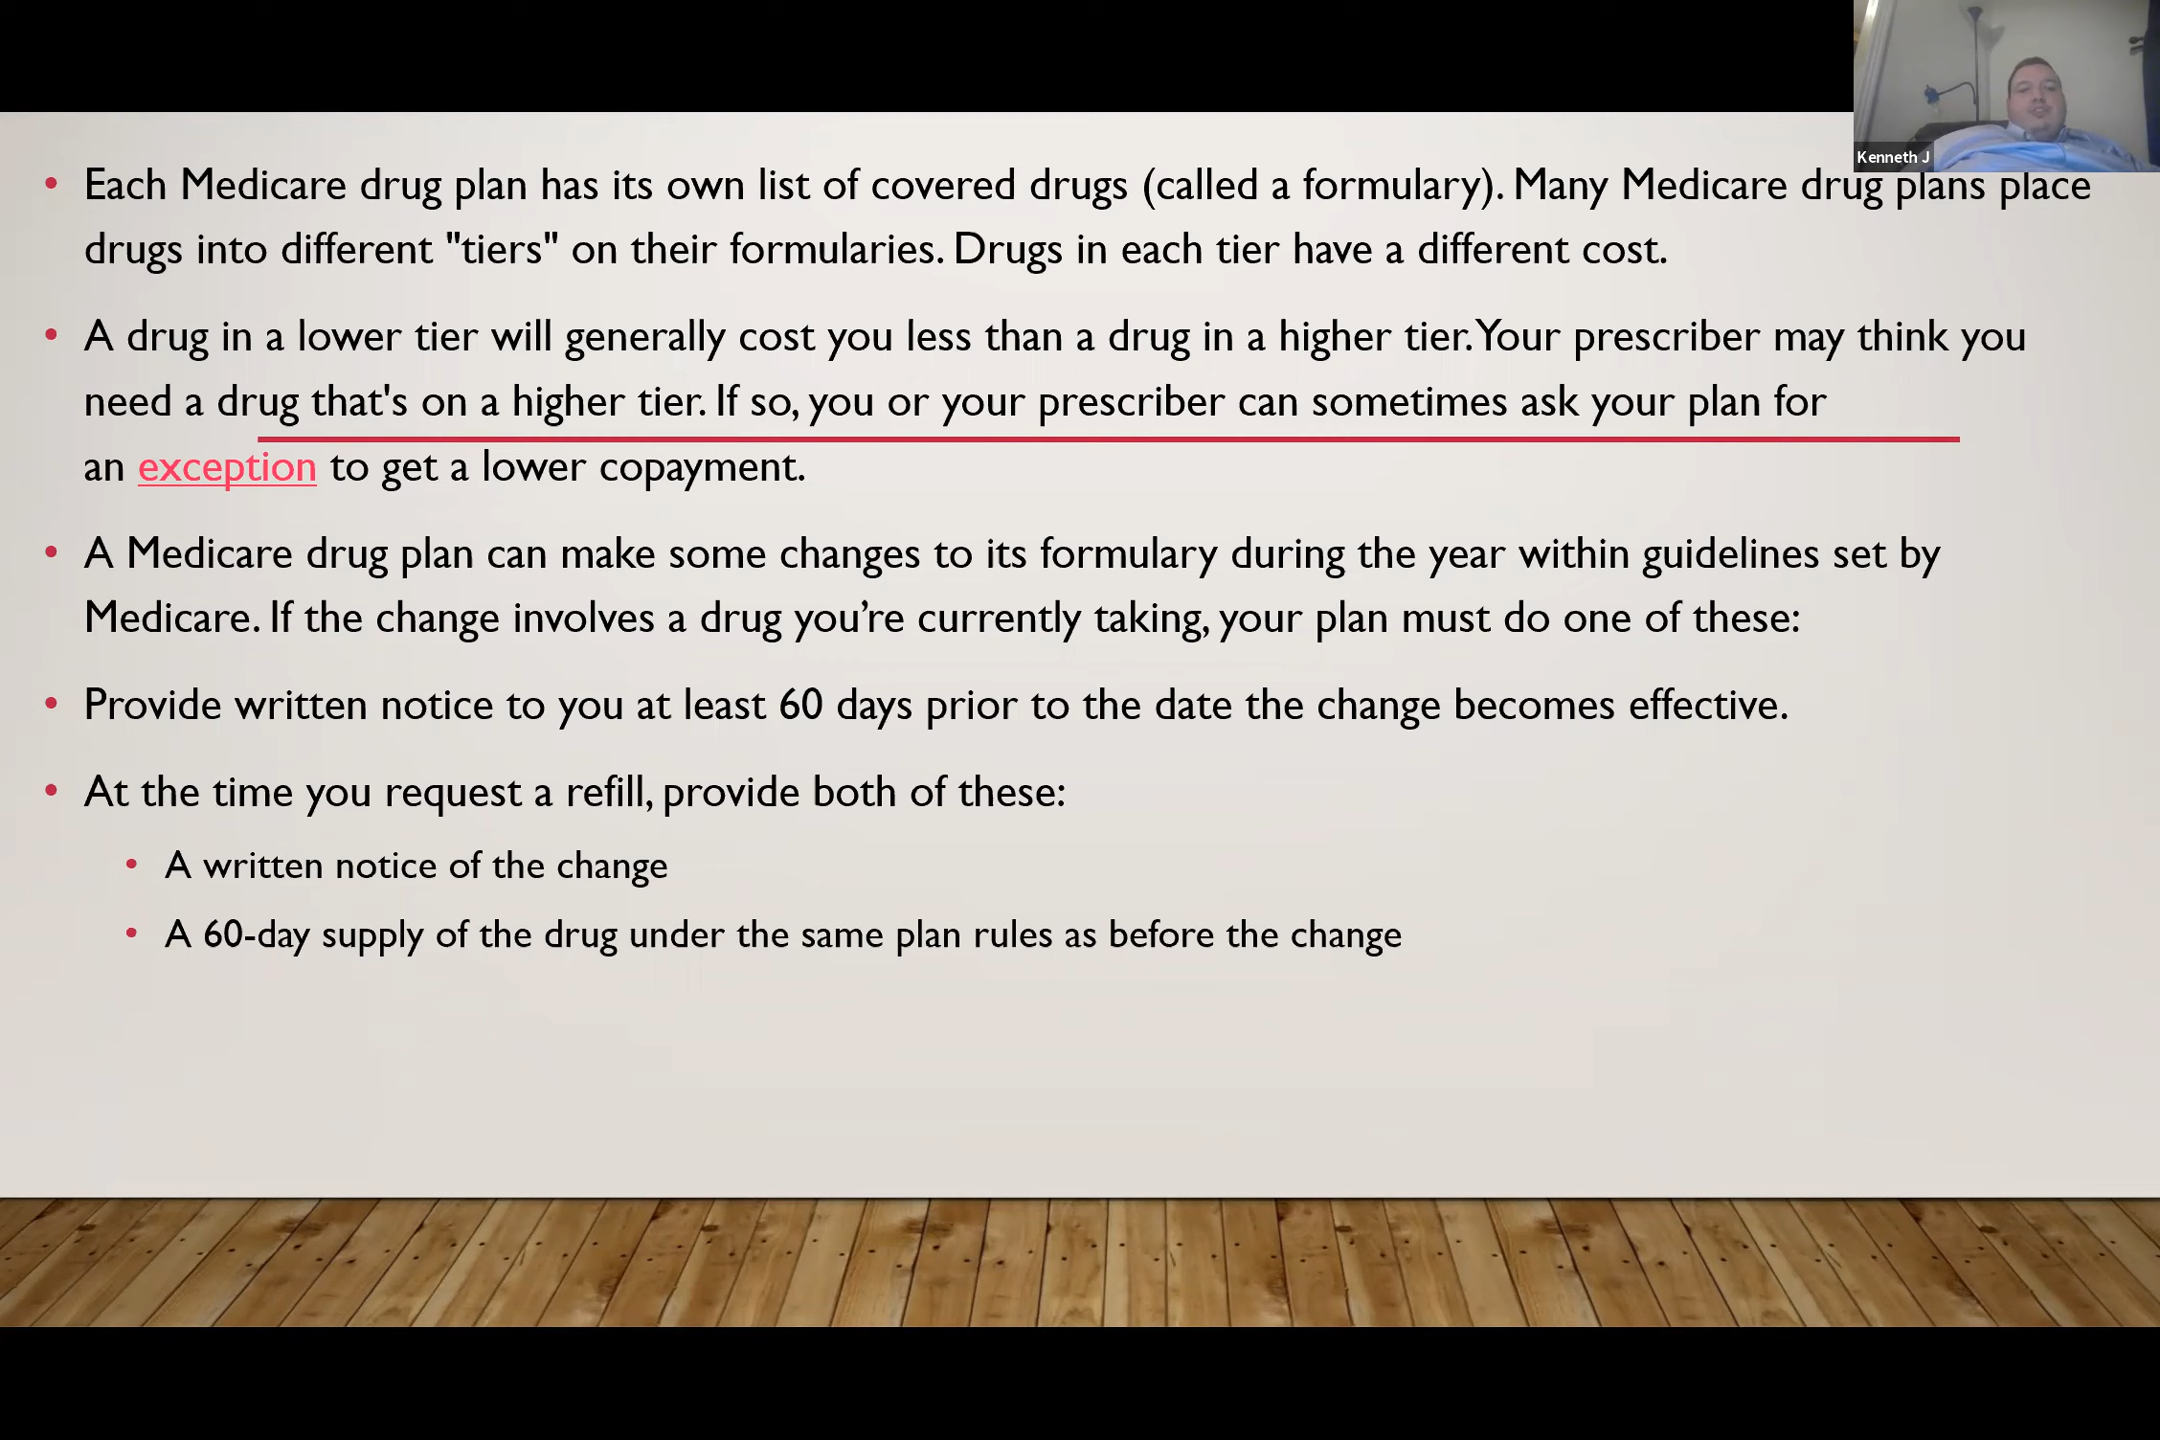 Kenneth J
• Each Medicare drug plan has its own list of covered drugs (called a formulary). Many Medicare drug plans place
drugs into different "tiers" on their formularies. Drugs in each tier have a different cost.
• A drug in a lower tier will generally cost you less than a drug in a higher tier. Your prescriber may think you
need a drug that's on a higher tier. If so, you or your prescriber can sometimes ask your plan for
an exception to get a lower copayment.
• A Medicare drug plan can make some changes to its formulary during the year within guidelines set by
Medicare. If the change involves a drug you’re currently taking, your plan must do one of these:
• Provide written notice to you at least 60 days prior to the date the change becomes effective.
• At the time you request a refill, provide both of these:
• A written notice of the change
• A 60-day supply of the drug under the same plan rules as before the change